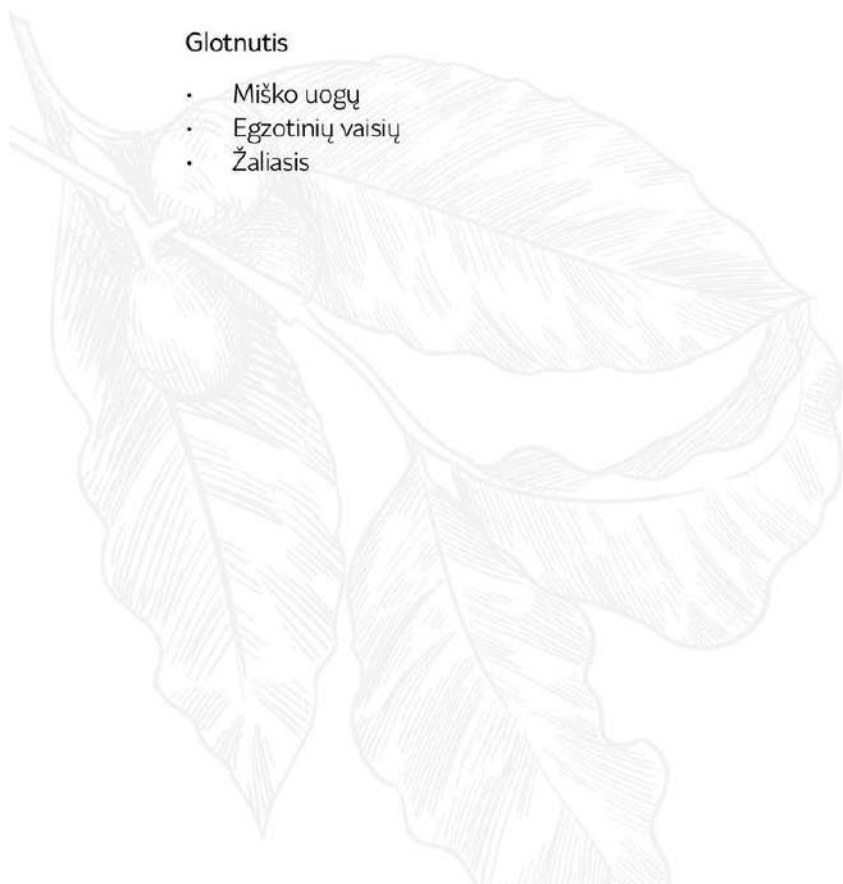 Glotnutis
· Miško uogų
· Egzotinių vaisių
· Žaliasis